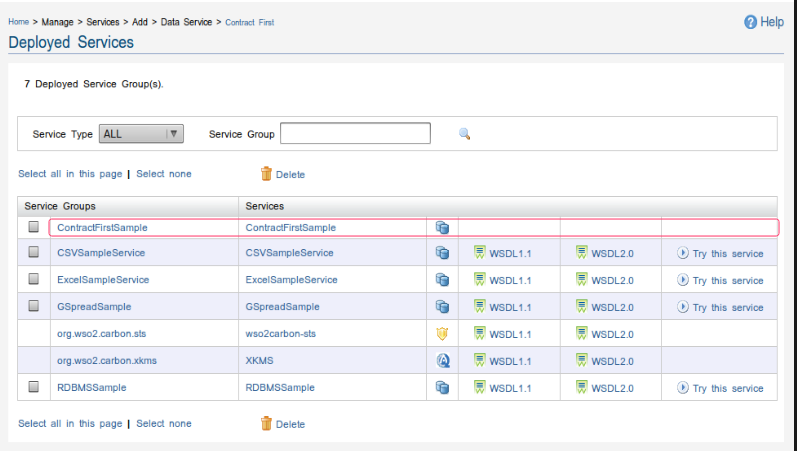 Home > Manage > Services > Add > Data Service > Contract First
Help
Deployed Services
7 Deployed Service Group(s).
Service Type ALL Service Group
Select all in this page | Select none Delete
Service Groups Services
ContractFirstSample ContractFirstSample
CSVSampleService CSVSampleService WSDL1.1 WSDL2.0 Try this service
ExcelSampleService ExcelSampleService WSDL1.1 WSDL2.0 Try this service
GSpreadSample GSpreadSample WSDL1.1 WSDL2.0 Try this service
org.wso2.carbon.sts wso2carbon-sts WSDL1.1 WSDL2.0
org.wso2.carbon.xkms XKMS WSDL1.1 WSDL2.0
RDBMSSample RDBMSSample WSDL1.1 WSDL2.0 Try this service
Select all in this page | Select none Delete